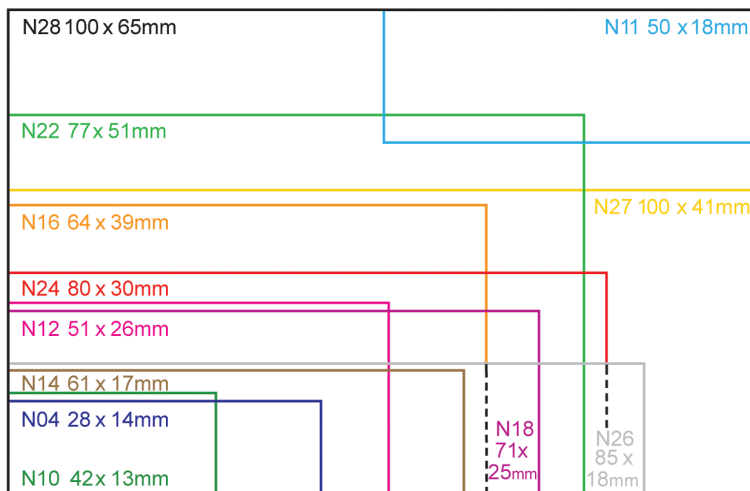 N28 100 x 65mm
N11 50 x 18mm
N22 77 x 51mm
N27 100 x 41mm
N16 64 x 39mm
N24 80 x 30mm
N12 51 x 26mm
N14 61 x 17mm
N04 28 x 14mm
N18
71x
25mm
N26
85 x
18mm
N10 42 x 13mm